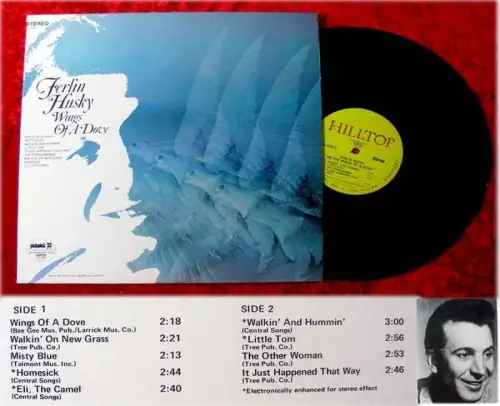 STEREO
Ferlin
Husky
Wings
Of A Dove
HILLTOP
Stereo
SIDE 1
Wings Of A Dove 2:18
(Bee Gee Mus. Pub./Larrick Mus. Co.)
Walkin' On New Grass 2:21
(Tree Pub. Co.)
Misty Blue 2:13
(Talmont Mus. Inc.)
*Homesick 2:44
(Central Songs)
*Eli, The Camel 2:40
(Central Songs)
SIDE 2
*Walkin' And Hummin' 3:00
(Central Songs)
*Little Tom 2:56
(Tree Pub. Co.)
The Other Woman 2:53
(Tree Pub. Co.)
It Just Happened That Way 2:46
(Tree Pub. Co.)
*Electronically enhanced for stereo effect